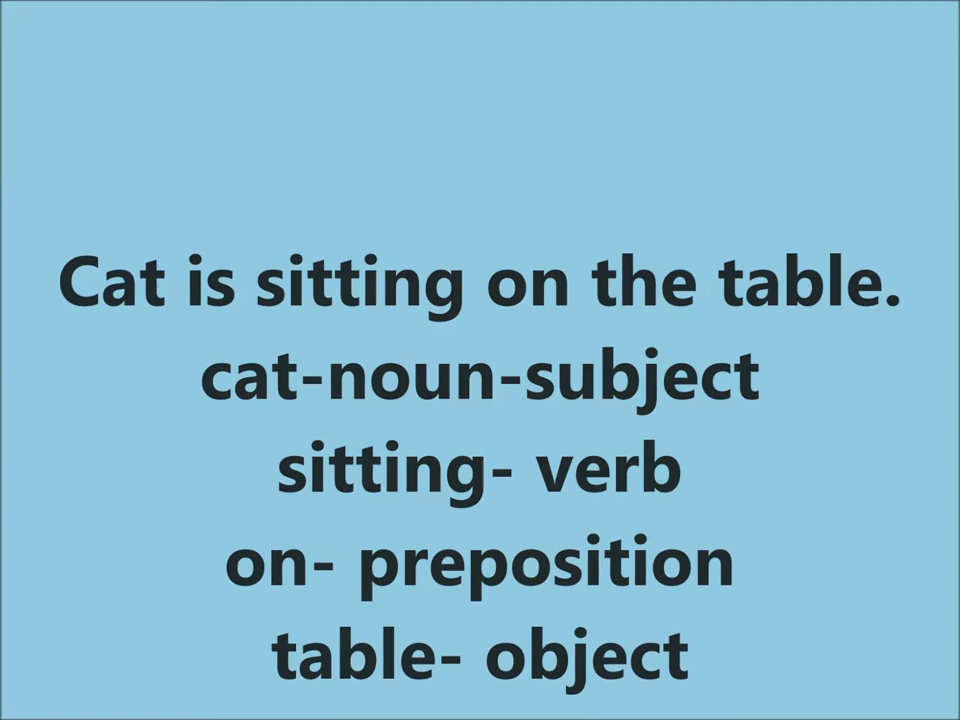 Cat is sitting on the table.
cat-noun-subject
sitting- verb
on- preposition
table- object